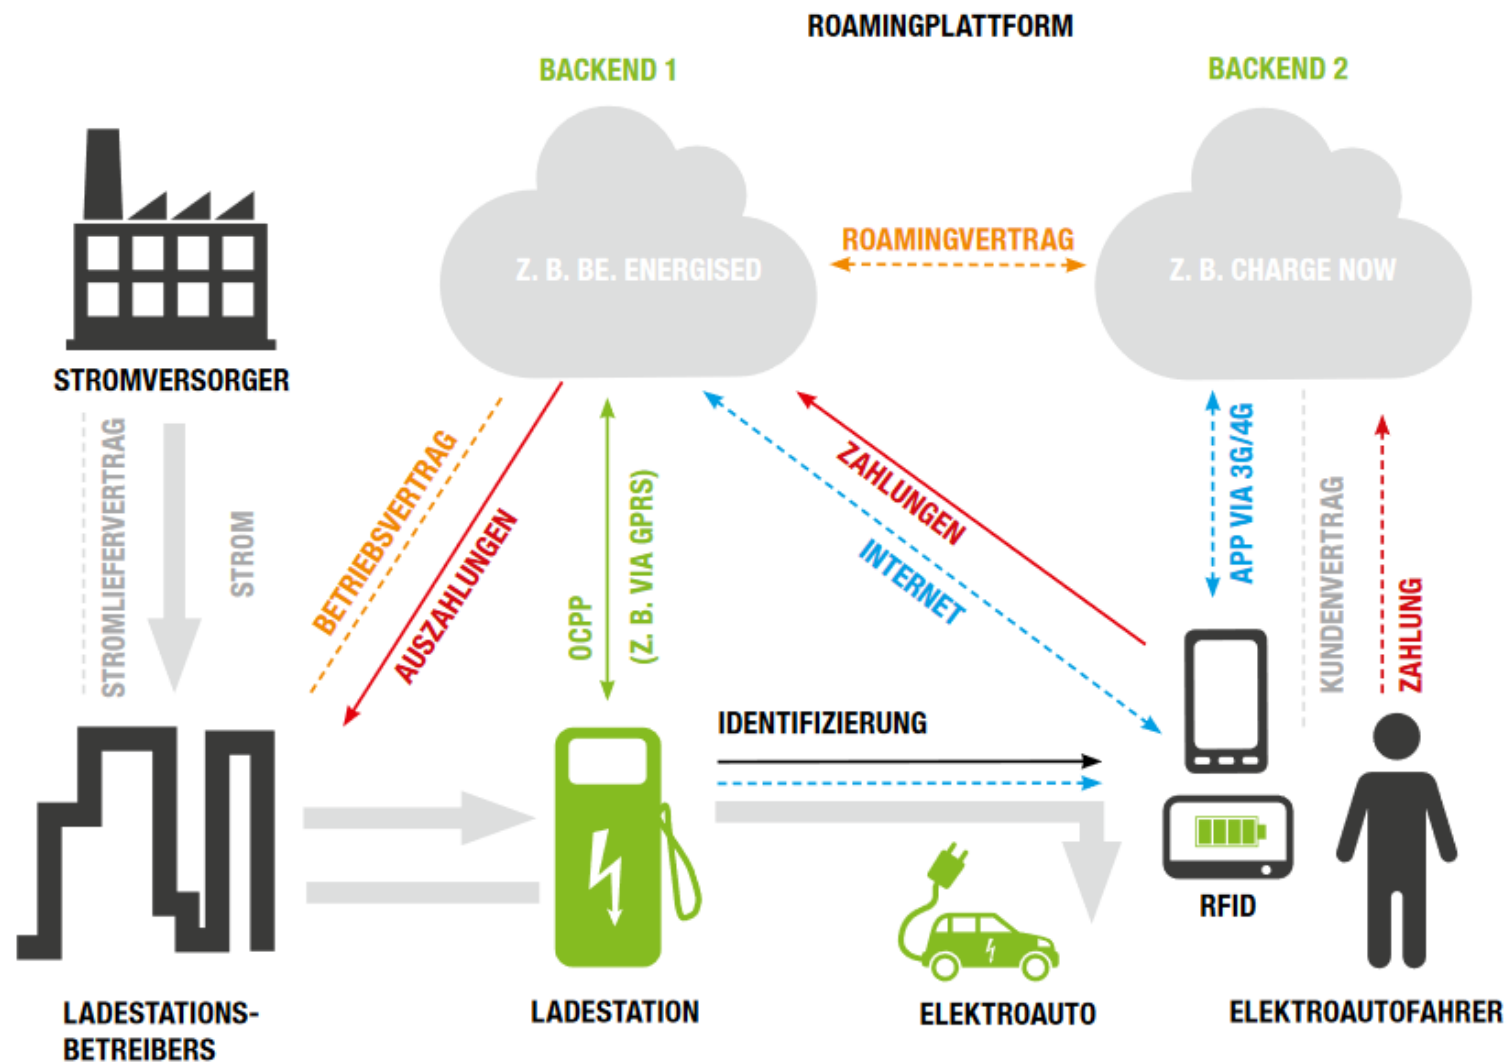 ROAMINGPLATTFORM
BACKEND 1
BACKEND 2
Z. B. BE. ENERGISED
ROAMINGVERTRAG
Z. B. CHARGE NOW
STROMVERSORGER
STROMLIEFERVERTRAG
STROM
BETRIEBSVERTRAG
AUSZAHLUNGEN
OCPP
(Z. B. VIA GPRS)
ZAHLUNGEN
INTERNET
APP VIA 3G/4G
KUNDENVERTRAG
ZAHLUNG
IDENTIFIZIERUNG
RFID
LADESTATIONS-
BETREIBERS
LADESTATION
ELEKTROAUTO
ELEKTROAUTOFAHRER